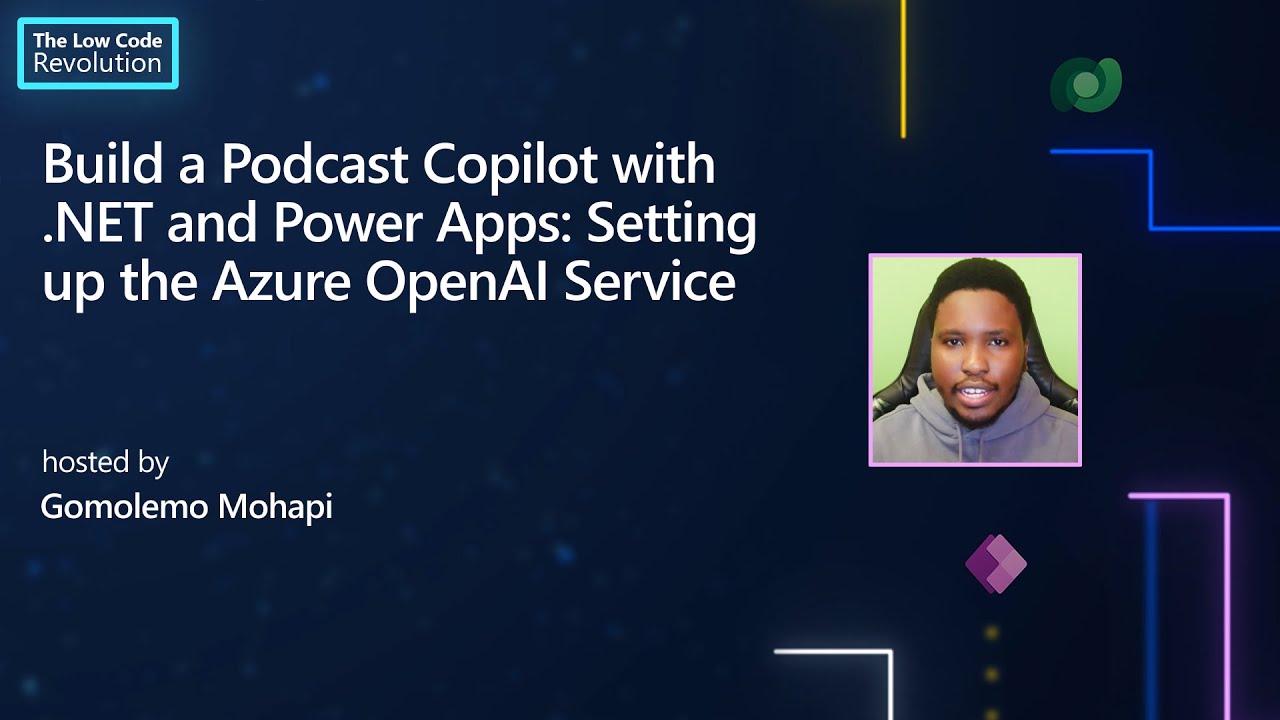 The Low Code
Revolution
Build a Podcast Copilot with
.NET and Power Apps: Setting
up the Azure OpenAI Service
hosted by
Gomolemo Mohapi